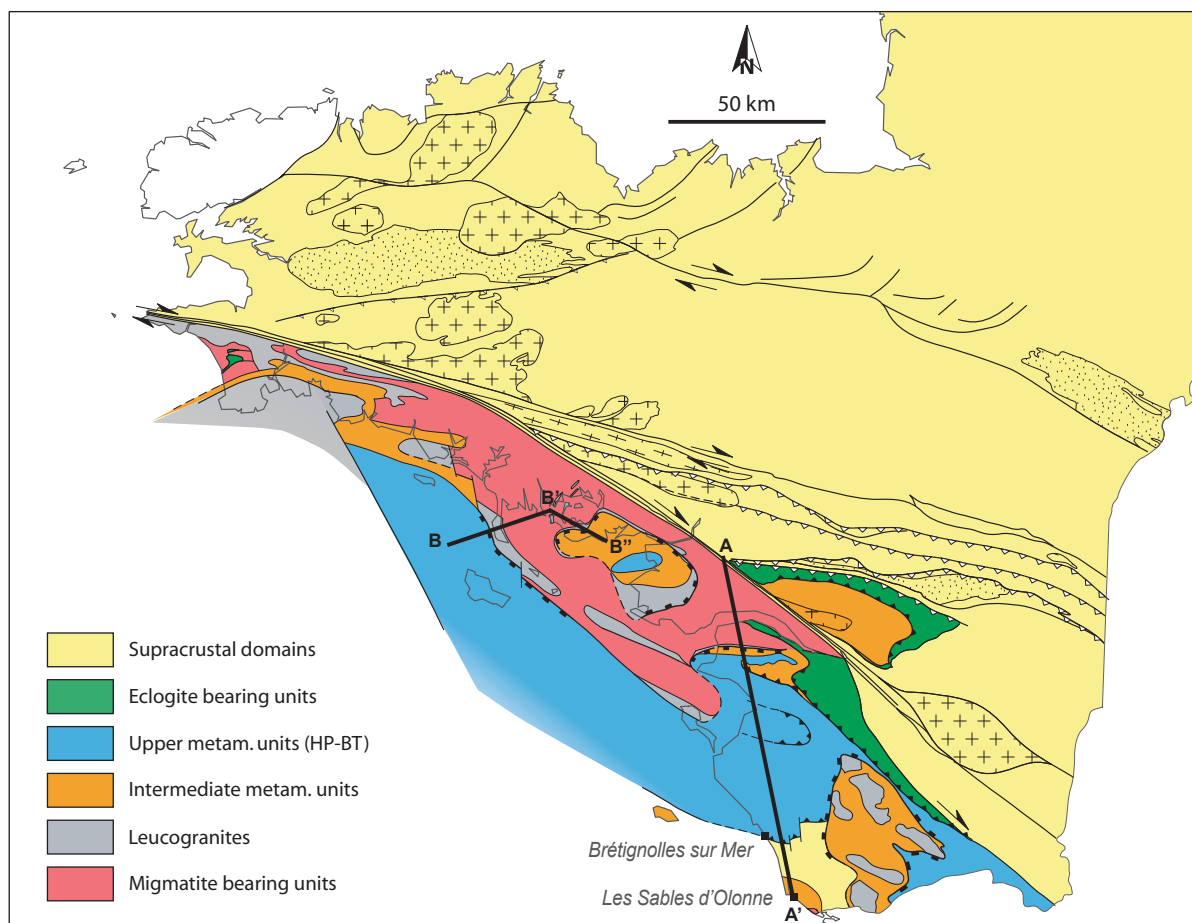 N
50 km
B'
B
B''
A
Supracrustal domains
Eclogite bearing units
Upper metam. units (HP-BT)
Intermediate metam. units
Leucogranites
Migmatite bearing units
Brétignolles sur Mer
Les Sables d'Olonne
A'